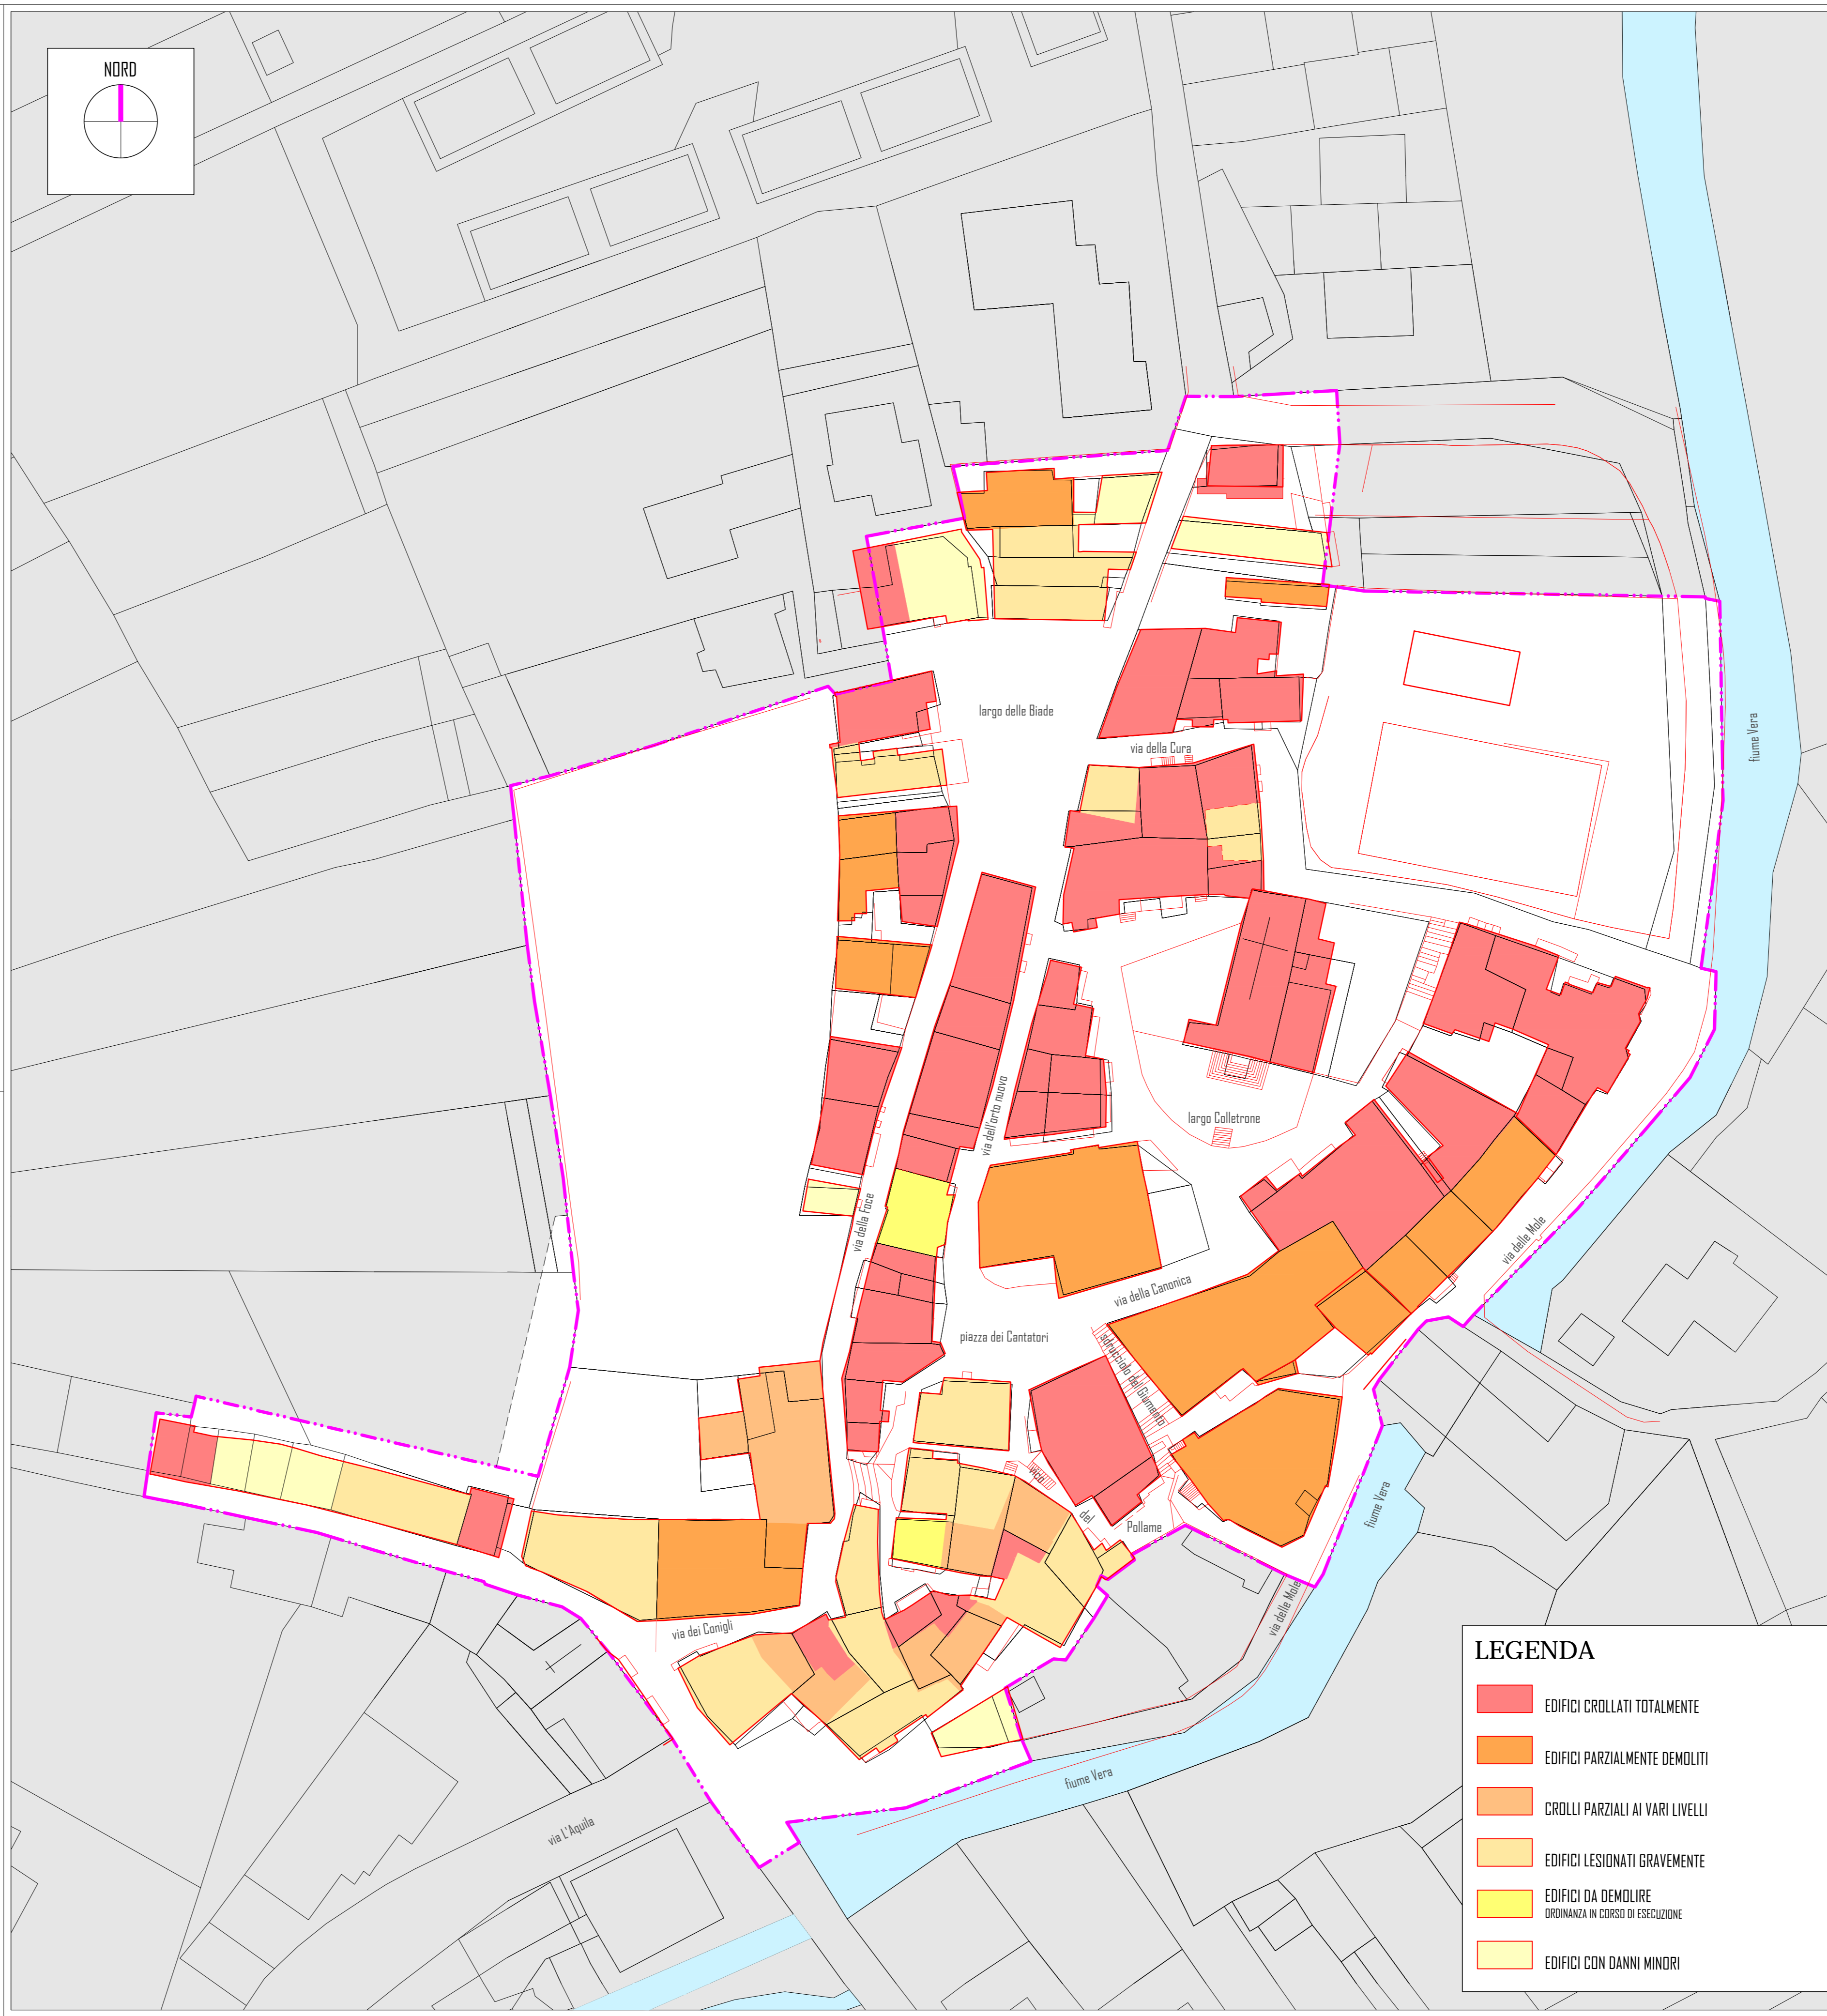 NORD
largo delle Biade
via della Cura
fiume Vera
via dell'orto nuovo
largo Colletrone
via della Foce
via delle Mole
via della Canonica
piazza dei Cantatori
sdrucciolo del Giumento
vico
del
Pollame
fiume Vera
via delle Mole
via dei Conigli
fiume Vera
via L'Aquila
LEGENDA
EDIFICI CROLLATI TOTALMENTE
EDIFICI PARZIALMENTE DEMOLITI
CROLLI PARZIALI AI VARI LIVELLI
EDIFICI LESIONATI GRAVEMENTE
EDIFICI DA DEMOLIRE
ORDINANZA IN CORSO DI ESECUZIONE
EDIFICI CON DANNI MINORI